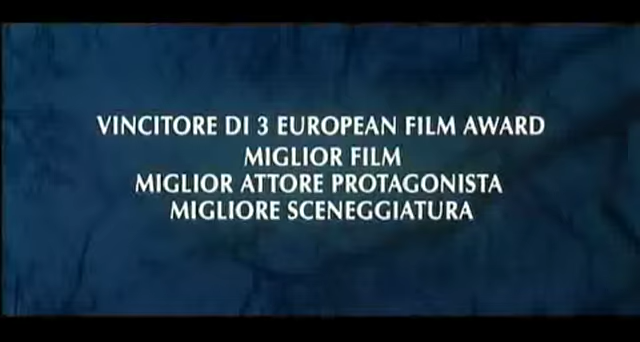 VINCITORE DI 3 EUROPEAN FILM AWARD
MIGLIOR FILM
MIGLIOR ATTORE PROTAGONISTA
MIGLIORE SCENEGGIATURA